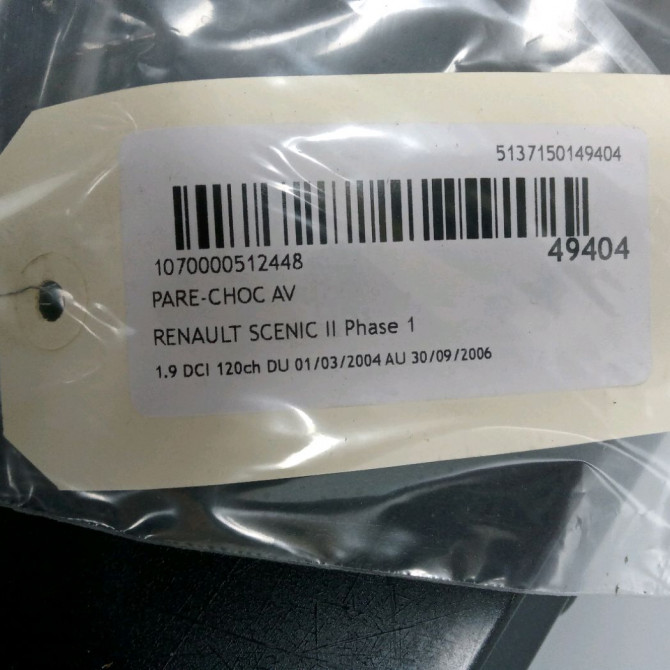 5137150149404
1070000512448
49404
PARE-CHOC AV
RENAULT SCENIC II Phase 1
1.9 DCI 120ch DU 01/03/2004 AU 30/09/2006